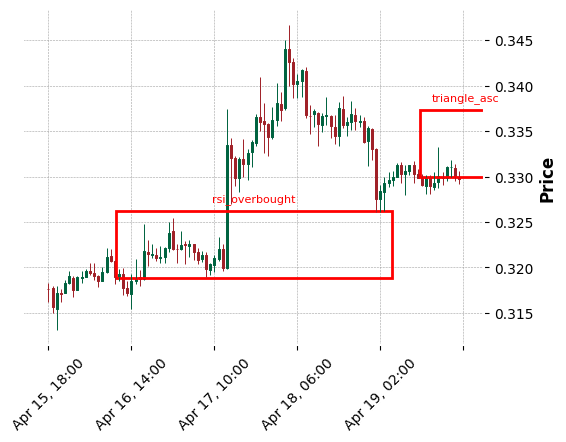 0.345
0.340
triangle_asc
0.335
0.330
Price
rsi_overbought
0.325
0.320
0.315
Apr 15, 18:00
Apr 16, 14:00
Apr 17, 10:00
Apr 18, 06:00
Apr 19, 02:00